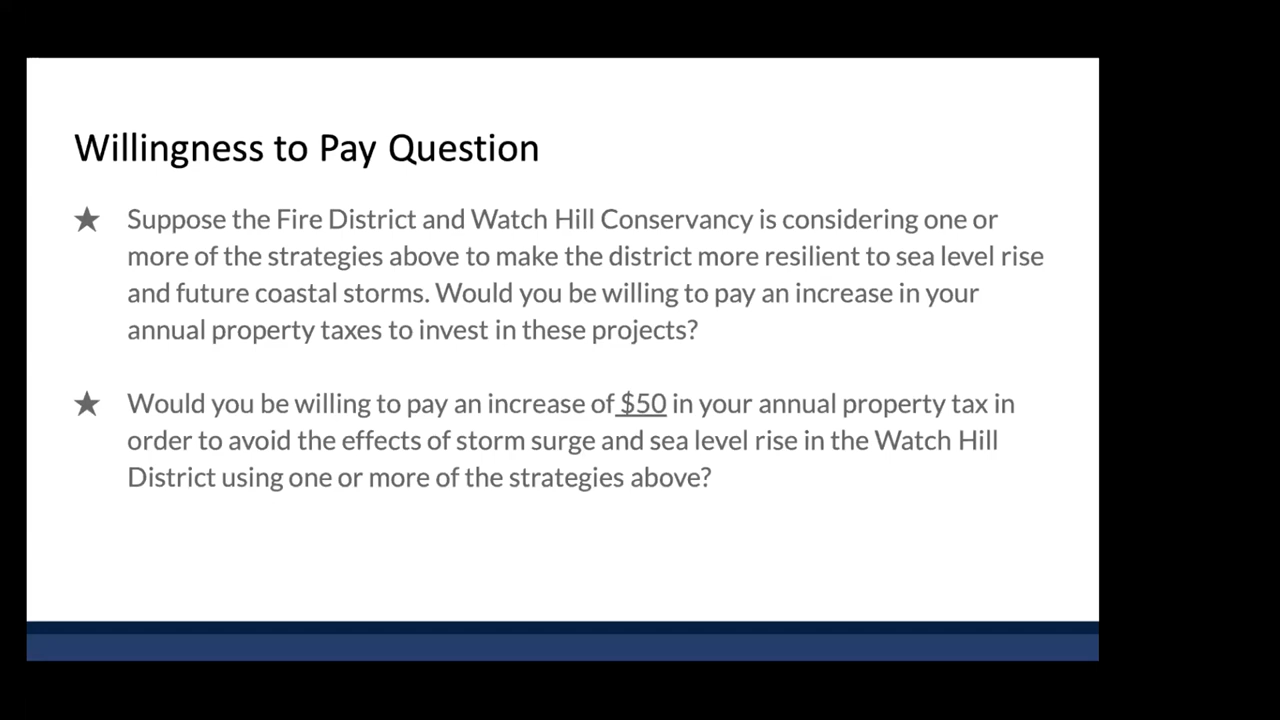 Willingness to Pay Question
★ Suppose the Fire District and Watch Hill Conservancy is considering one or
more of the strategies above to make the district more resilient to sea level rise
and future coastal storms. Would you be willing to pay an increase in your
annual property taxes to invest in these projects?
★ Would you be willing to pay an increase of $50 in your annual property tax in
order to avoid the effects of storm surge and sea level rise in the Watch Hill
District using one or more of the strategies above?